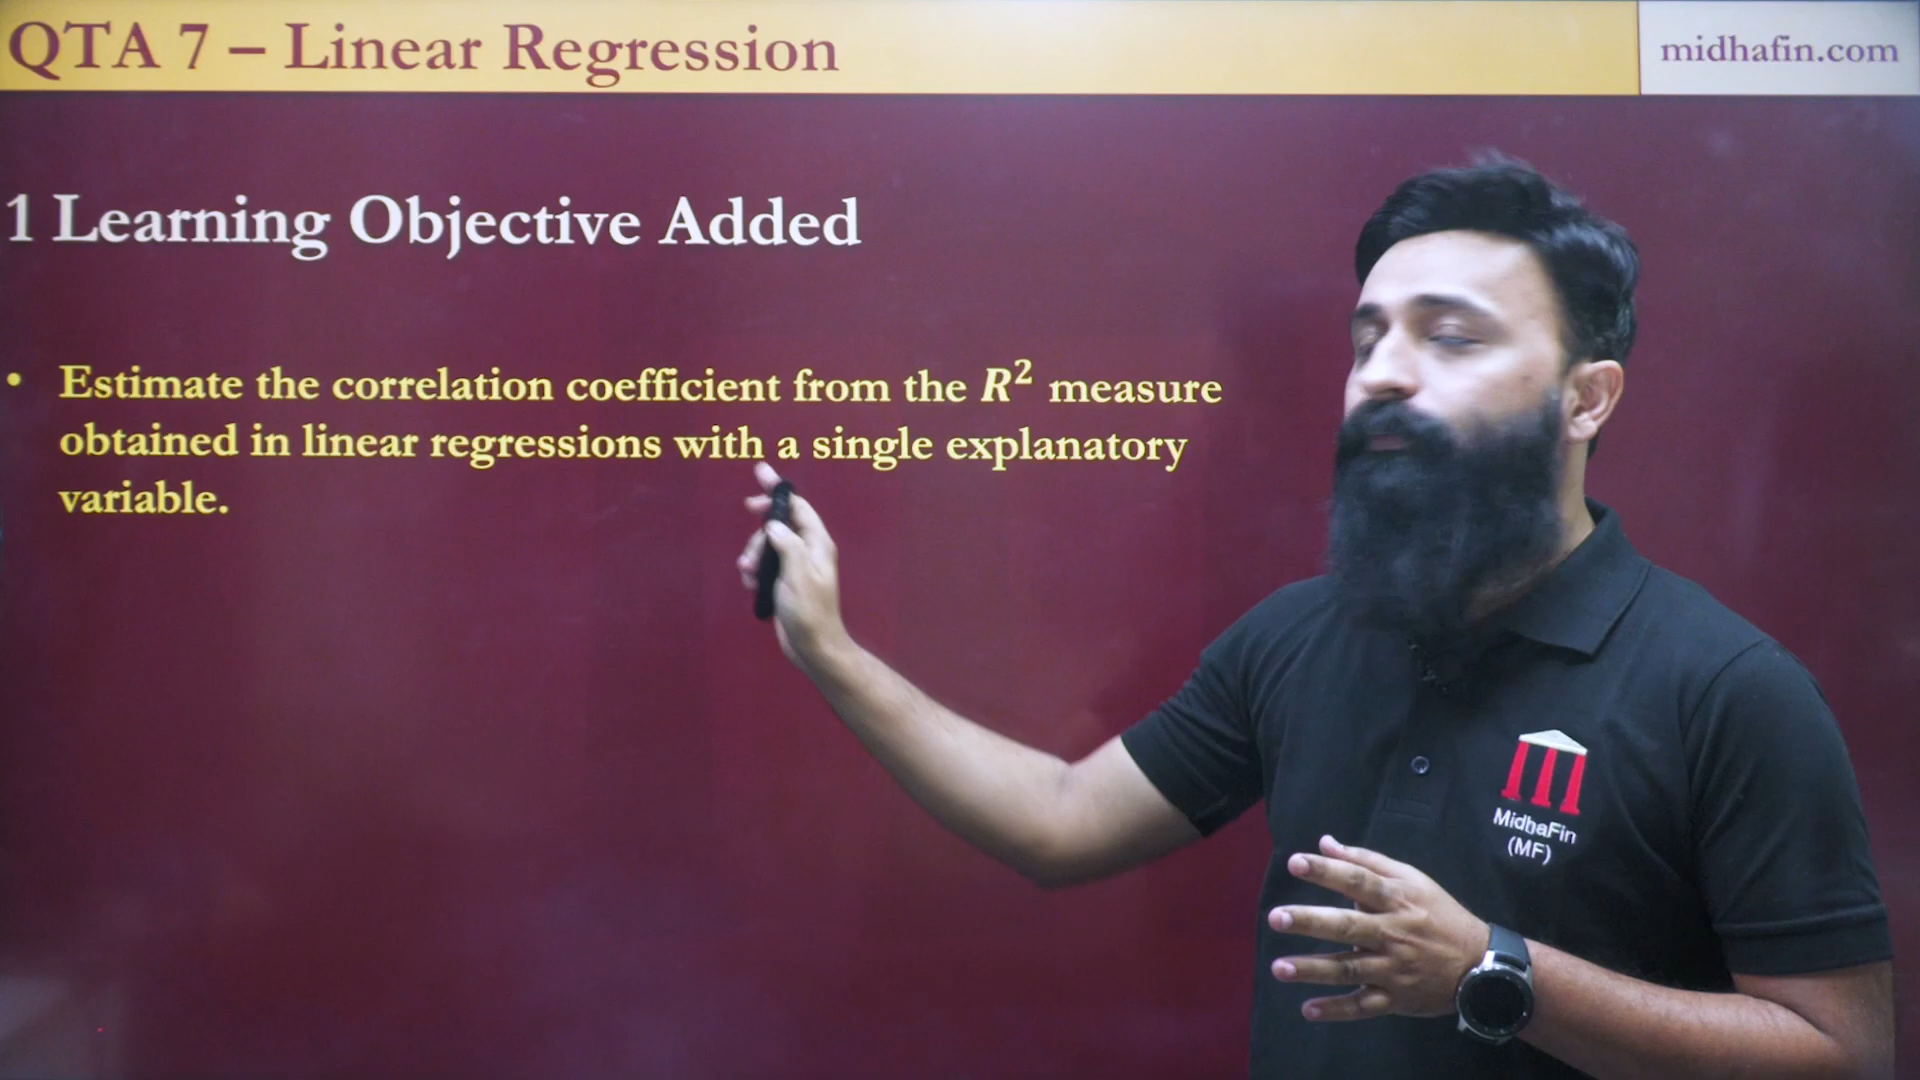 QTA 7 – Linear Regression
midhafin.com
1 Learning Objective Added
• Estimate the correlation coefficient from the R² measure
obtained in linear regressions with a single explanatory
variable.
MidhaFin
(MF)